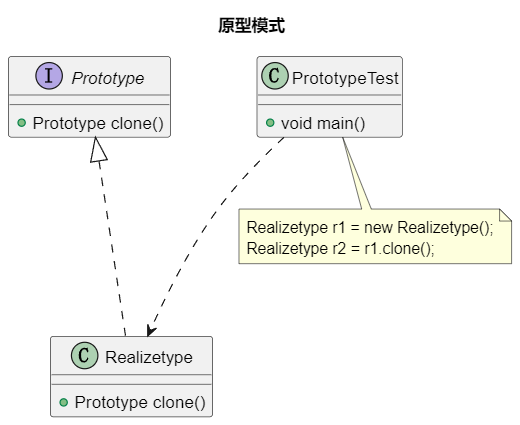 原型模式
I Prototype
Prototype clone()
C PrototypeTest
void main()
Realizetype r1 = new Realizetype();
Realizetype r2 = r1.clone();
C Realizetype
Prototype clone()